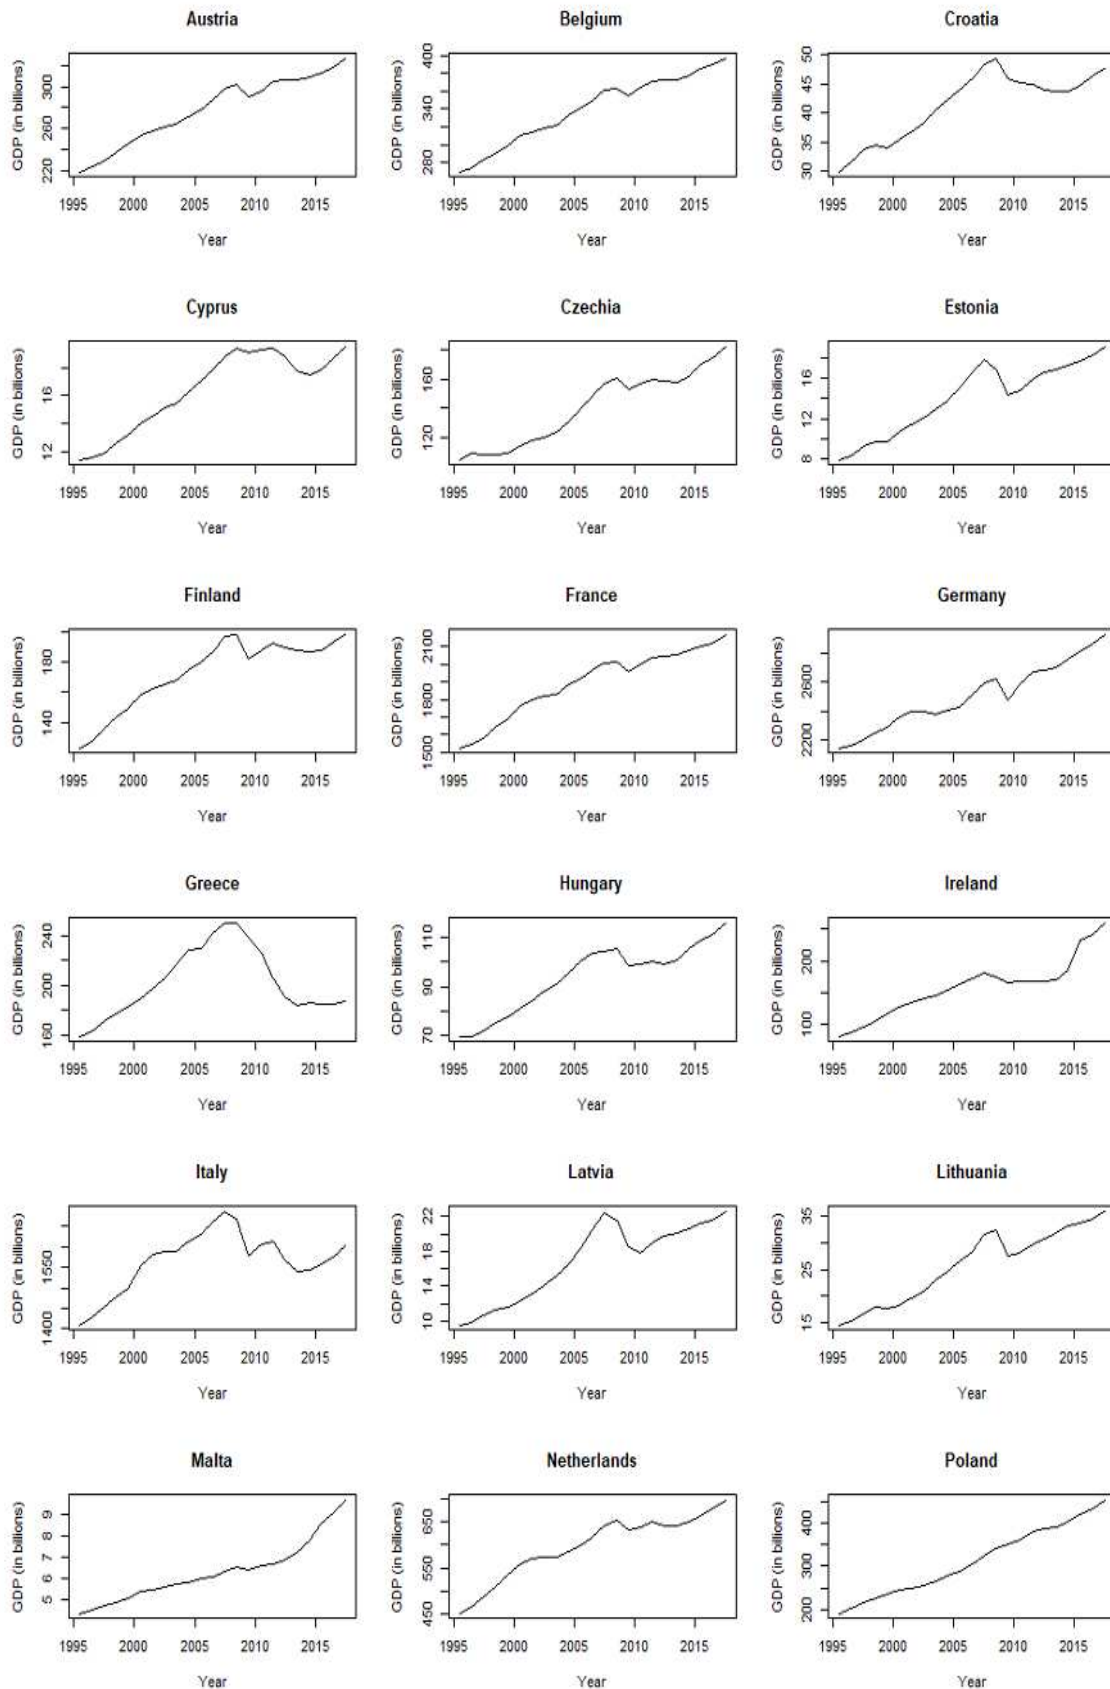 Austria Belgium Croatia
GDP (in billions) 220 260 300 GDP (in billions) 280 340 400 GDP (in billions) 30 35 40 45 50
1995 2000 2005 2010 2015 1995 2000 2005 2010 2015 1995 2000 2005 2010 2015
Year Year Year
Cyprus Czechia Estonia
GDP (in billions) 12 16 GDP (in billions) 120 160 GDP (in billions) 8 12 16
1995 2000 2005 2010 2015 1995 2000 2005 2010 2015 1995 2000 2005 2010 2015
Year Year Year
Finland France Germany
GDP (in billions) 140 180 GDP (in billions) 1500 1800 2100 GDP (in billions) 2200 2600
1995 2000 2005 2010 2015 1995 2000 2005 2010 2015 1995 2000 2005 2010 2015
Year Year Year
Greece Hungary Ireland
GDP (in billions) 160 200 240 GDP (in billions) 70 90 110 GDP (in billions) 100 200
1995 2000 2005 2010 2015 1995 2000 2005 2010 2015 1995 2000 2005 2010 2015
Year Year Year
Italy Latvia Lithuania
GDP (in billions) 1400 1550 GDP (in billions) 10 14 18 22 GDP (in billions) 15 25 35
1995 2000 2005 2010 2015 1995 2000 2005 2010 2015 1995 2000 2005 2010 2015
Year Year Year
Malta Netherlands Poland
GDP (in billions) 5 6 7 8 9 GDP (in billions) 450 550 650 GDP (in billions) 200 300 400
1995 2000 2005 2010 2015 1995 2000 2005 2010 2015 1995 2000 2005 2010 2015
Year Year Year